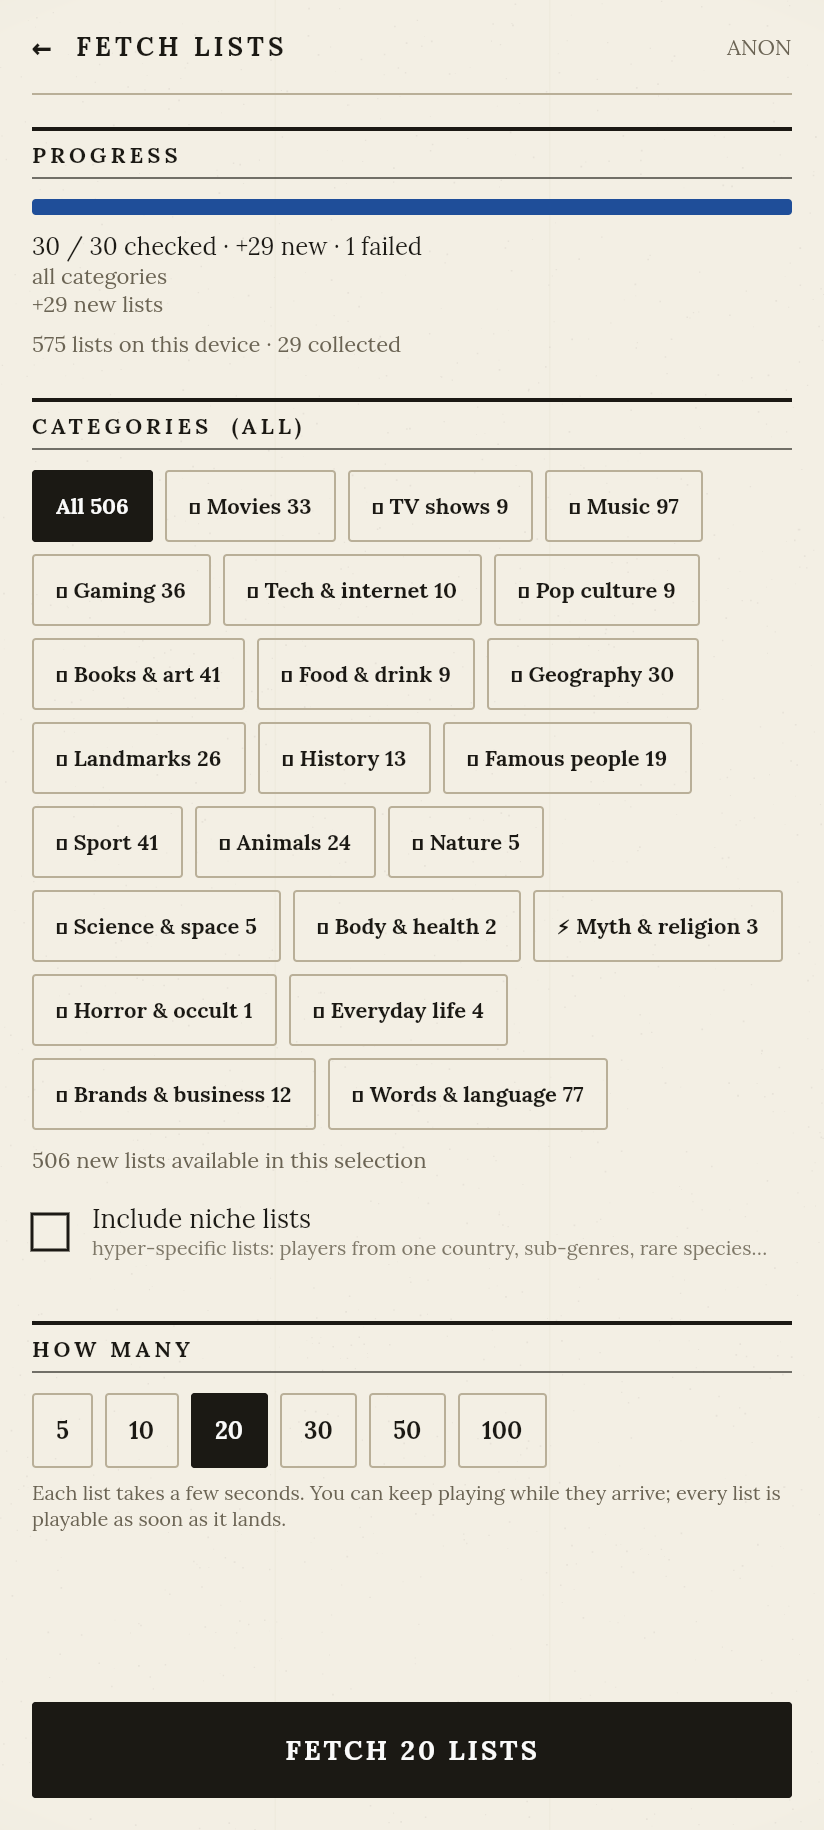 ← FETCH LISTS ANON
PROGRESS
30 / 30 checked · +29 new · 1 failed
all categories
+29 new lists
575 lists on this device · 29 collected
CATEGORIES (ALL)
All 506 Movies 33 TV shows 9 Music 97
Gaming 36 Tech & internet 10 Pop culture 9
Books & art 41 Food & drink 9 Geography 30
Landmarks 26 History 13 Famous people 19
Sport 41 Animals 24 Nature 5
Science & space 5 Body & health 2 ⚡ Myth & religion 3
Horror & occult 1 Everyday life 4
Brands & business 12 Words & language 77
506 new lists available in this selection
Include niche lists
hyper-specific lists: players from one country, sub-genres, rare species…
HOW MANY
5 10 20 30 50 100
Each list takes a few seconds. You can keep playing while they arrive; every list is
playable as soon as it lands.
FETCH 20 LISTS